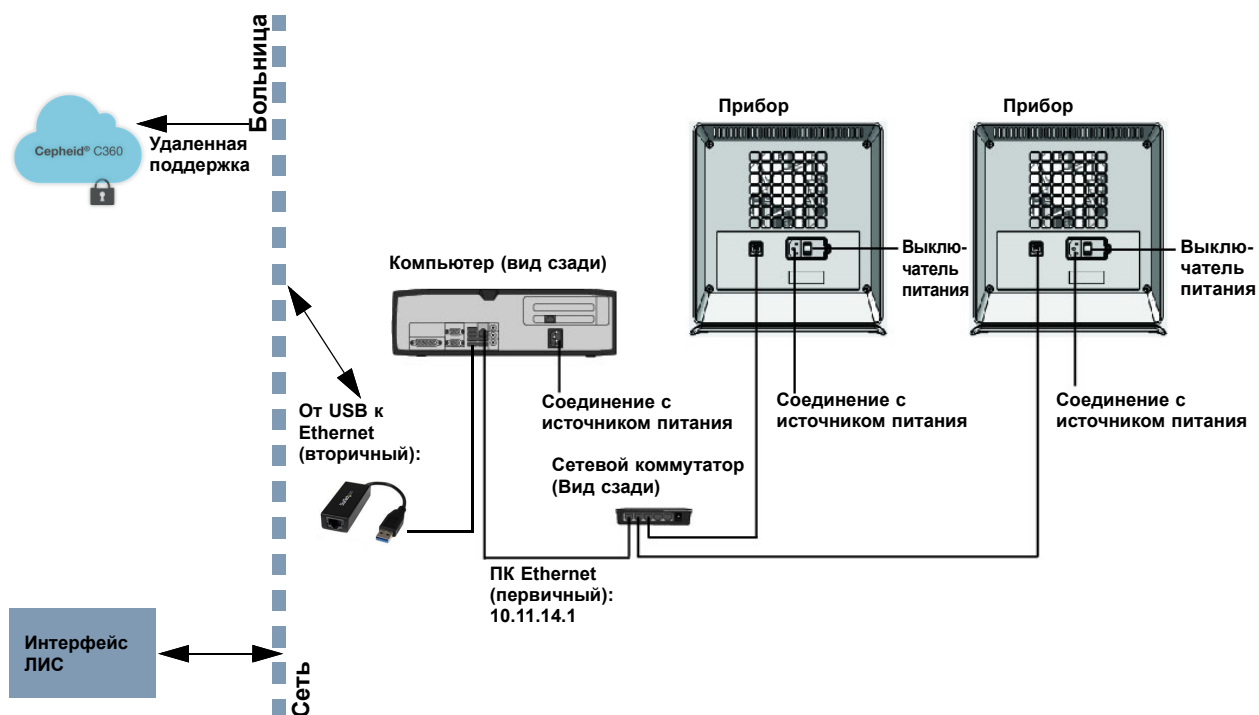 Больница
Прибор
Прибор
Cepheid® C360
Удаленная
поддержка
Выклю-
чатель
питания
Выклю-
чатель
питания
Компьютер (вид сзади)
От USB к
Ethernet
(вторичный):
Соединение с
источником питания
Соединение с
источником питания
Соединение с
источником питания
Сетевой коммутатор
(Вид сзади)
StarTech
ПК Ethernet
(первичный):
10.11.14.1
Интерфейс
ЛИС
Сеть